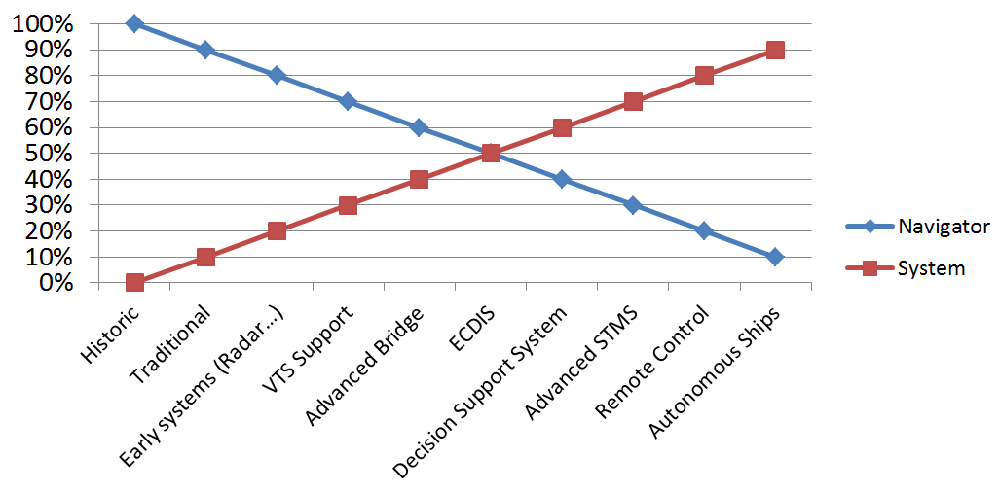 100%
90%
80%
70%
60%
50%
40%
30%
20%
10%
0%
Historic
Traditional
Early systems (Radar...)
VTS Support
Advanced Bridge
ECDIS
Decision Support System
Advanced STMS
Remote Control
Autonomous Ships
Navigator
System